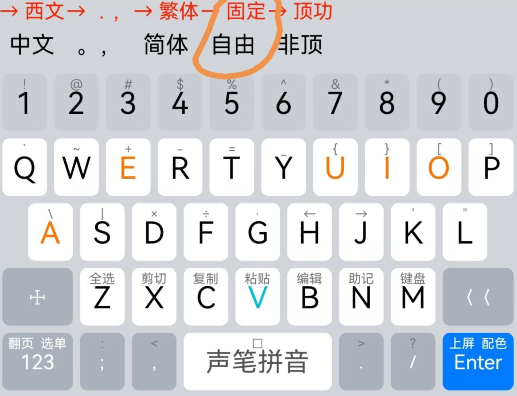 → 西文→ . , → 繁体→ 固定→ 顶功
中文 。, 简体 自由 非顶
! @ # $ % ^ & * ( )
1 2 3 4 5 6 7 8 9 0
` ~ + - = _ { } [ ]
Q W E R T Y U I O P
\ | × ÷ · ← → ' "
A S D F G H J K L
全选 剪切 复制 粘贴 编辑 助记 键盘
Z X C V B N M 〈〈
翻页 选单 : < □ > ? 上屏 配色
123 ; , 声笔拼音 . / Enter